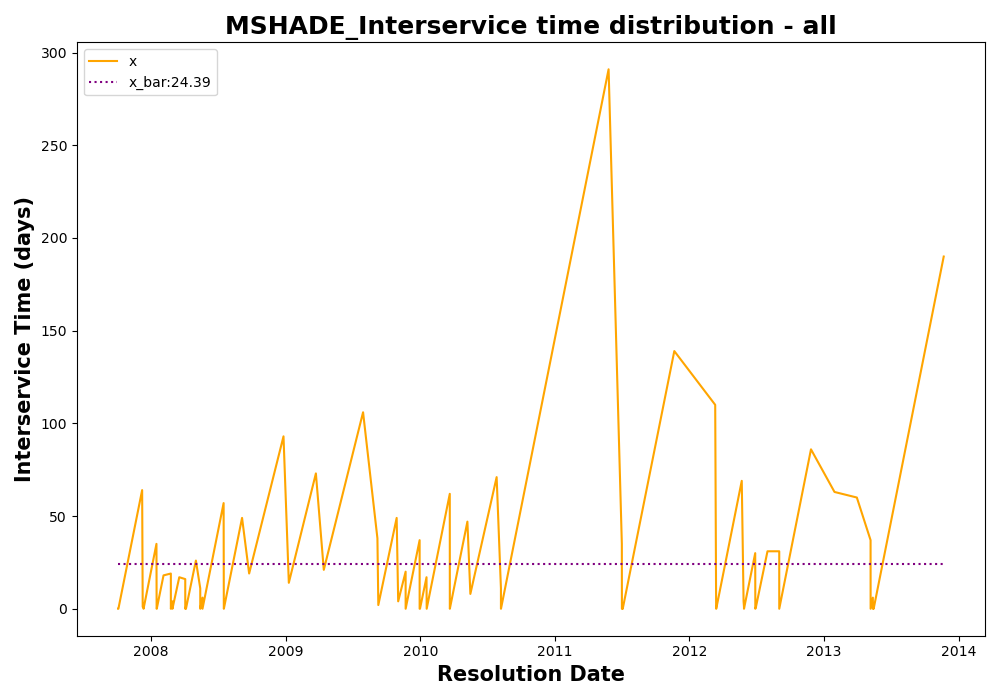 MSHADE_Interservice time distribution - all
x
x_bar:24.39
Interservice Time (days)
300
250
200
150
100
50
0
2008 2009 2010 2011 2012 2013 2014
Resolution Date